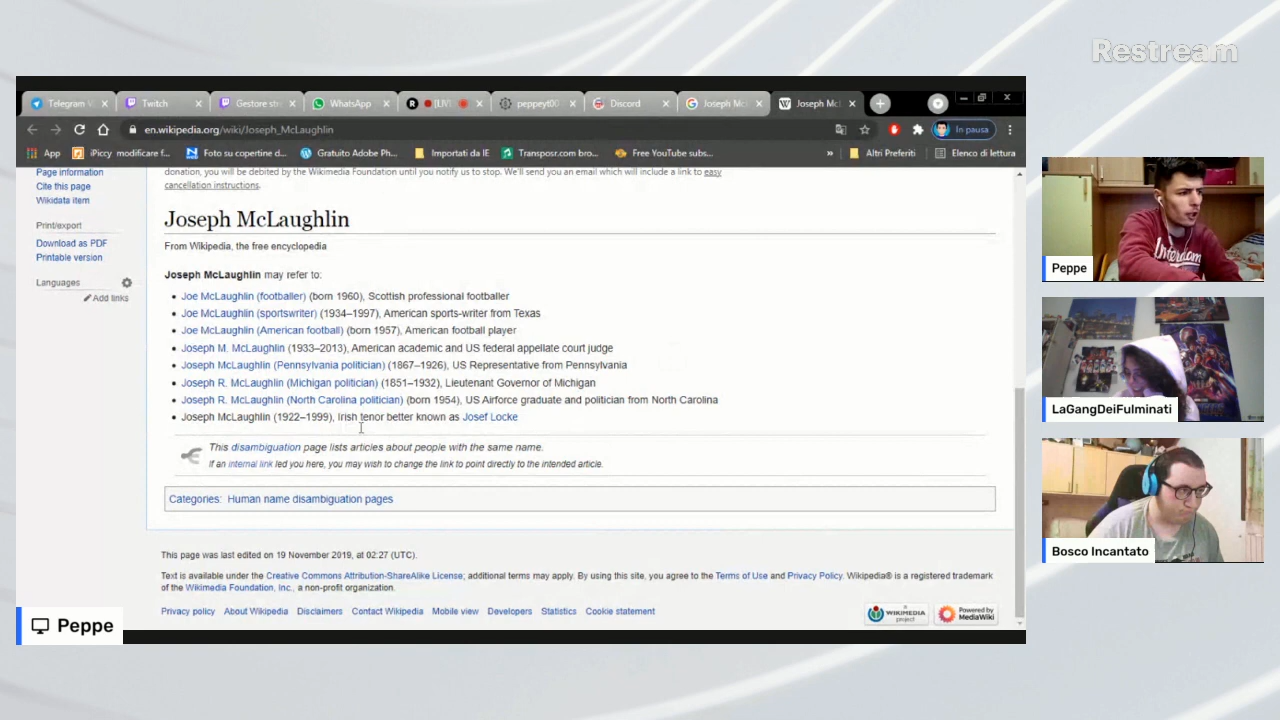 Restream
Telegram
Twitch
Gestore str
WhatsApp
[LIV
peppeyt00
Discord
Joseph Mc
Joseph McL
en.wikipedia.org/wiki/Joseph_McLaughlin
In pausa
App
iPiccy modificare f...
Foto su copertine d...
Gratuito Adobe Ph...
Importati da IE
Transposr.com bro...
Free YouTube subs...
»
Altri Preferiti
Elenco di lettura
Page information
Cite this page
Wikidata item
Print/export
Download as PDF
Printable version
Languages
Add links
donation, you will be debited by the Wikimedia Foundation until you notify us to stop. We'll send you an email which will include a link to easy
cancellation instructions.
Joseph McLaughlin
From Wikipedia, the free encyclopedia
Joseph McLaughlin may refer to:
• Joe McLaughlin (footballer) (born 1960), Scottish professional footballer
• Joe McLaughlin (sportswriter) (1934–1997), American sports-writer from Texas
• Joe McLaughlin (American football) (born 1957), American football player
• Joseph M. McLaughlin (1933–2013), American academic and US federal appellate court judge
• Joseph McLaughlin (Pennsylvania politician) (1867–1926), US Representative from Pennsylvania
• Joseph R. McLaughlin (Michigan politician) (1851–1932), Lieutenant Governor of Michigan
• Joseph R. McLaughlin (North Carolina politician) (born 1954), US Airforce graduate and politician from North Carolina
• Joseph McLaughlin (1922–1999), Irish tenor better known as Josef Locke
This disambiguation page lists articles about people with the same name.
If an internal link led you here, you may wish to change the link to point directly to the intended article.
Categories: Human name disambiguation pages
This page was last edited on 19 November 2019, at 02:27 (UTC).
Text is available under the Creative Commons Attribution-ShareAlike License; additional terms may apply. By using this site, you agree to the Terms of Use and Privacy Policy. Wikipedia® is a registered trademark
of the Wikimedia Foundation, Inc., a non-profit organization.
Privacy policy
About Wikipedia
Disclaimers
Contact Wikipedia
Mobile view
Developers
Statistics
Cookie statement
WIKIMEDIA
project
Powered by
MediaWiki
Peppe
Peppe
LaGangDeiFulminati
Bosco Incantato